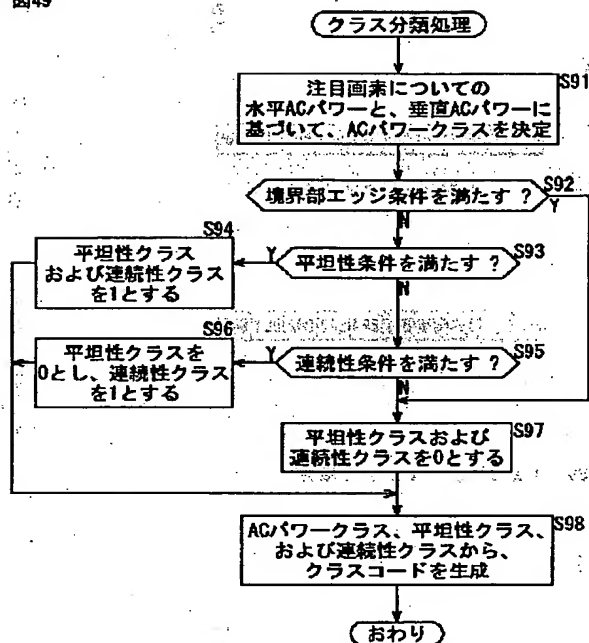 図49
クラス分類処理
S91
注目画素についての
水平ACパワーと、垂直ACパワーに
基づいて、ACパワークラスを決定
S92
境界部エッジ条件を満たす ?
Y
N
S93
平坦性条件を満たす ?
Y
N
S94
平坦性クラス
および連続性クラス
を1とする
S95
連続性条件を満たす ?
Y
N
S96
平坦性クラスを
0とし、連続性クラス
を1とする
S97
平坦性クラスおよび
連続性クラスを0とする
S98
ACパワークラス、平坦性クラス、
および連続性クラスから、
クラスコードを生成
おわり